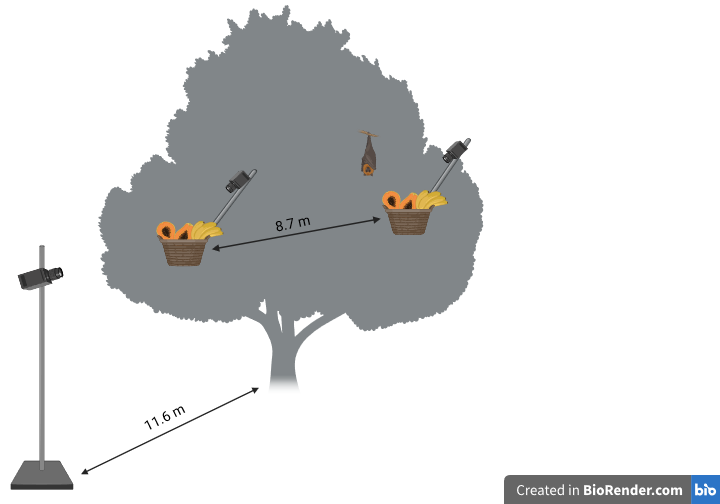 8.7 m
11.6 m
Created in BioRender.com bio